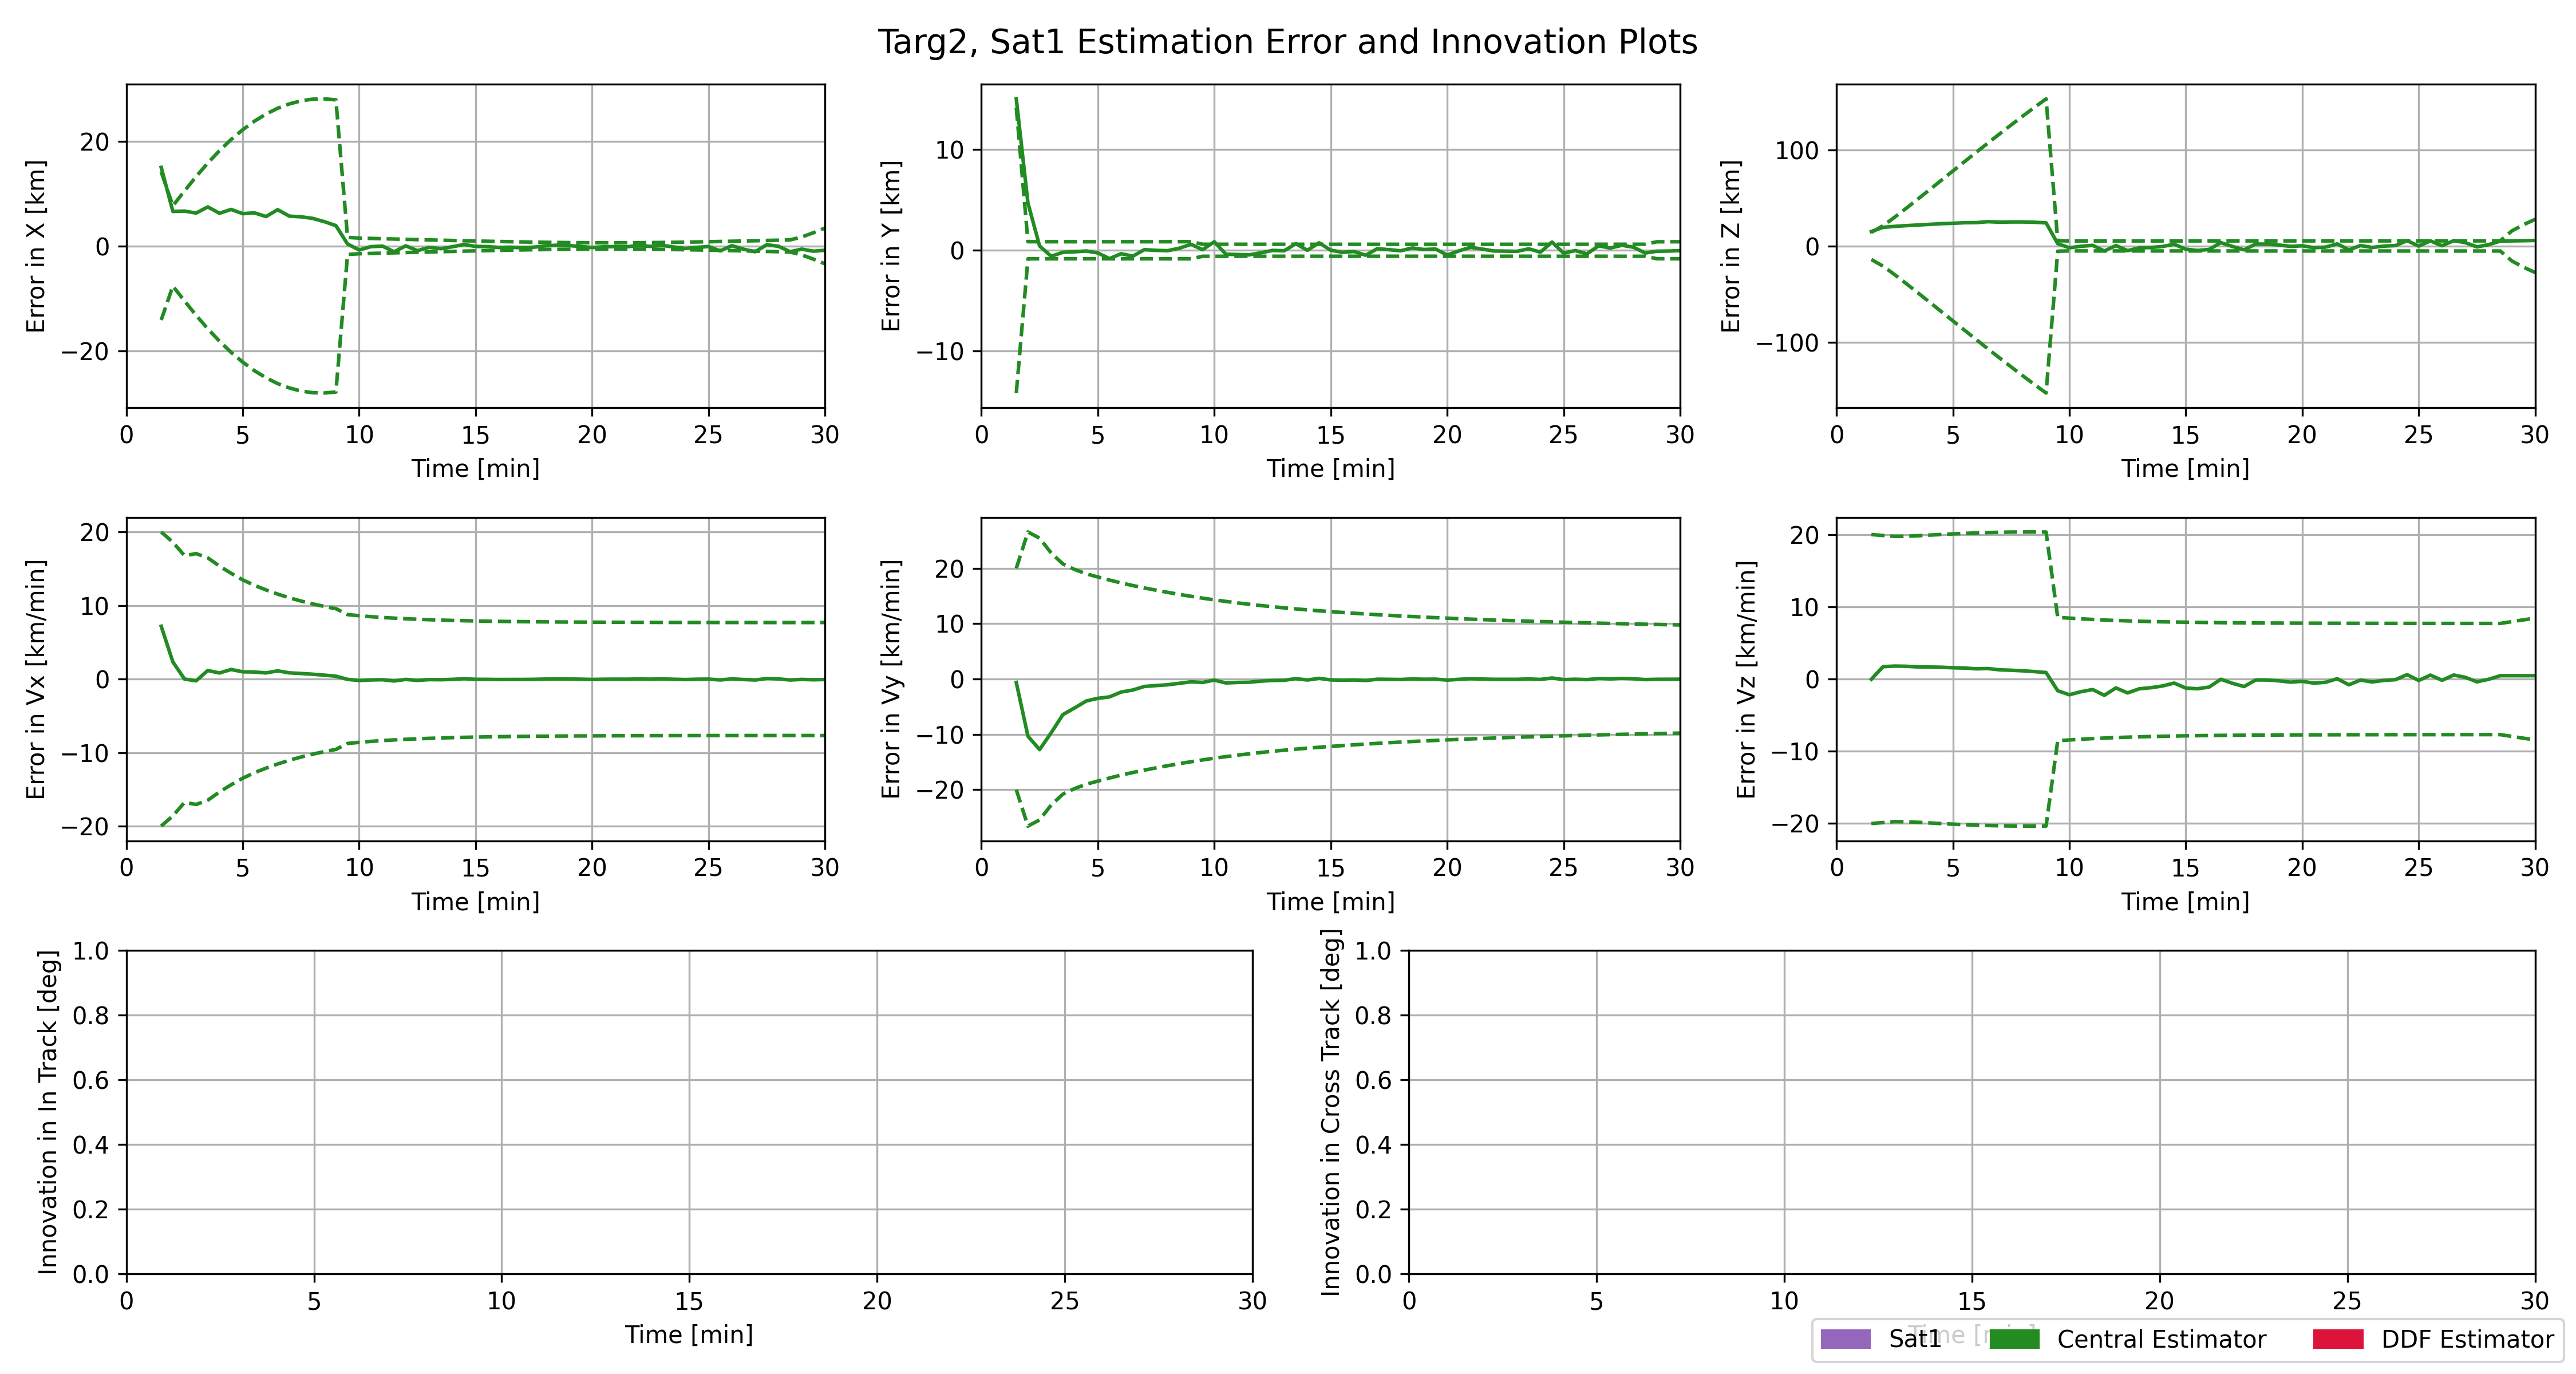 Targ2, Sat1 Estimation Error and Innovation Plots
Error in X [km]
20
0
−20
0 5 10 15 20 25 30
Time [min]
Error in Y [km]
10
0
−10
0 5 10 15 20 25 30
Time [min]
Error in Z [km]
100
0
−100
0 5 10 15 20 25 30
Time [min]
Error in Vx [km/min]
20
10
0
−10
−20
0 5 10 15 20 25 30
Time [min]
Error in Vy [km/min]
20
10
0
−10
−20
0 5 10 15 20 25 30
Time [min]
Error in Vz [km/min]
20
10
0
−10
−20
0 5 10 15 20 25 30
Time [min]
Innovation in In Track [deg]
1.0
0.8
0.6
0.4
0.2
0.0
0 5 10 15 20 25 30
Time [min]
Innovation in Cross Track [deg]
1.0
0.8
0.6
0.4
0.2
0.0
0 5 10 15 20 25 30
Time [min]
Sat1 Central Estimator DDF Estimator